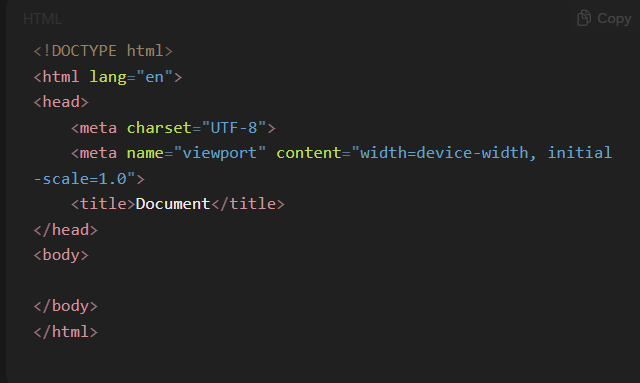 HTML
Copy
<!DOCTYPE html>
<html lang="en">
<head>
    <meta charset="UTF-8">
    <meta name="viewport" content="width=device-width, initial
-scale=1.0">
    <title>Document</title>
</head>
<body>

</body>
</html>